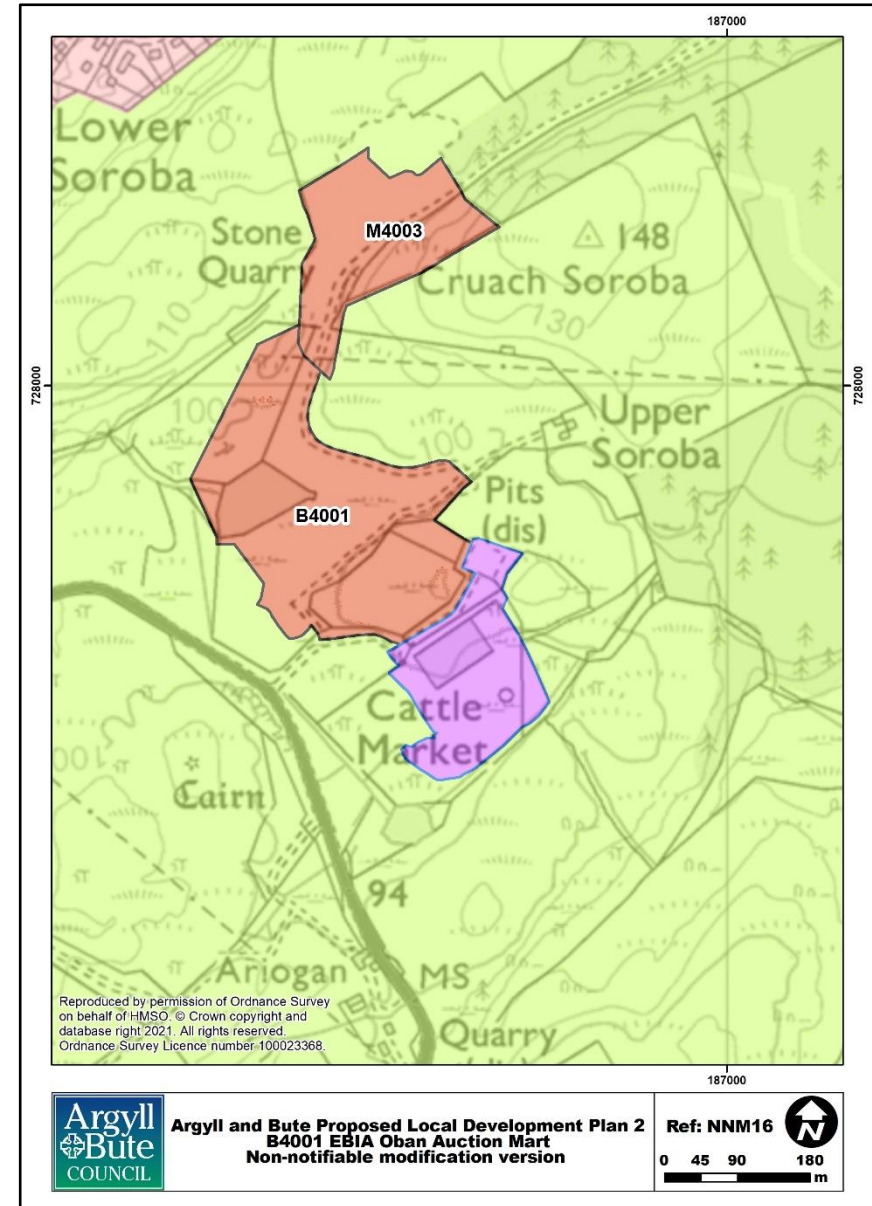 187000
Lower
Soroba
M4003
Stone
Quarry
148
Cruach Soroba
110
130
728000
728000
100
100
Upper
Soroba
Pits
(dis)
B4001
Cattle
Market
100
Cairn
94
Ariogan
MS
Quarry
Reproduced by permission of Ordnance Survey
on behalf of HMSO. © Crown copyright and
database right 2021. All rights reserved.
Ordnance Survey Licence number 100023368.
187000
Argyll
&Bute
COUNCIL
Argyll and Bute Proposed Local Development Plan 2
B4001 EBIA Oban Auction Mart
Non-notifiable modification version
Ref: NNM16
N
0 45 90 180
m